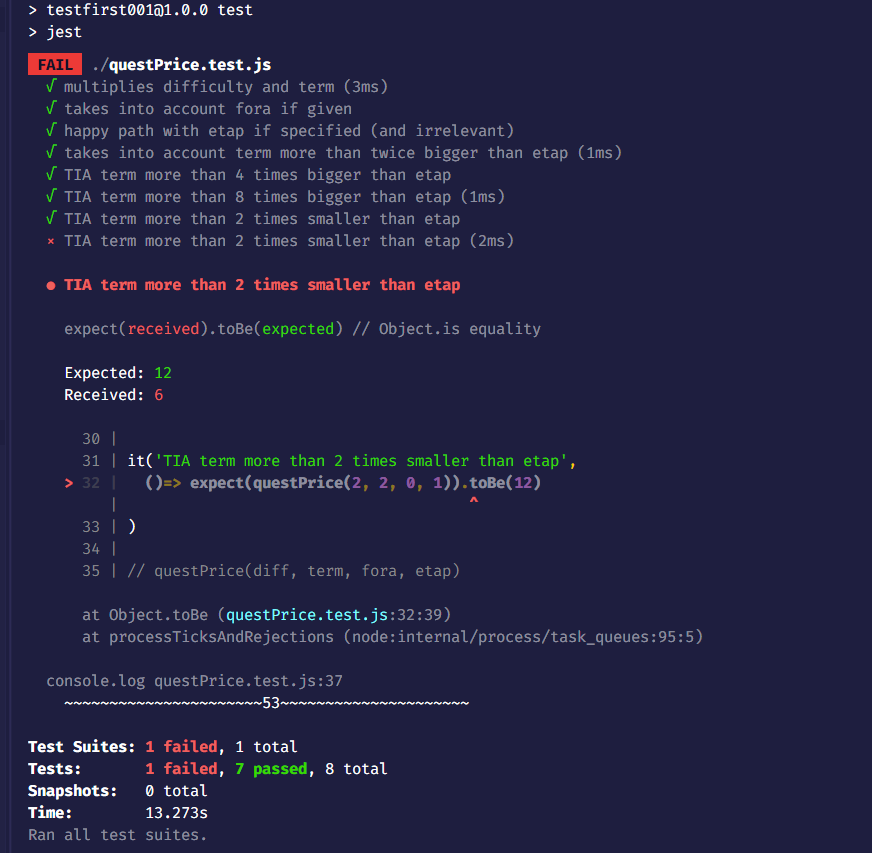 > testfirst001@1.0.0 test
> jest
FAIL ./questPrice.test.js
√ multiplies difficulty and term (3ms)
√ takes into account fora if given
√ happy path with etap if specified (and irrelevant)
√ takes into account term more than twice bigger than etap (1ms)
√ TIA term more than 4 times bigger than etap
√ TIA term more than 8 times bigger than etap (1ms)
√ TIA term more than 2 times smaller than etap
× TIA term more than 2 times smaller than etap (2ms)
● TIA term more than 2 times smaller than etap
expect(received).toBe(expected) // Object.is equality
Expected: 12
Received: 6
30 |
31 | it('TIA term more than 2 times smaller than etap',
> 32 |   ()=> expect(questPrice(2, 2, 0, 1)).toBe(12)
|                                       ^
33 | )
34 |
35 | // questPrice(diff, term, fora, etap)
at Object.toBe (questPrice.test.js:32:39)
at processTicksAndRejections (node:internal/process/task_queues:95:5)
console.log questPrice.test.js:37
~~~~~~~~~~~~~~~~~~~~~~53~~~~~~~~~~~~~~~~~~~~~
Test Suites: 1 failed, 1 total
Tests:       1 failed, 7 passed, 8 total
Snapshots:   0 total
Time:        13.273s
Ran all test suites.